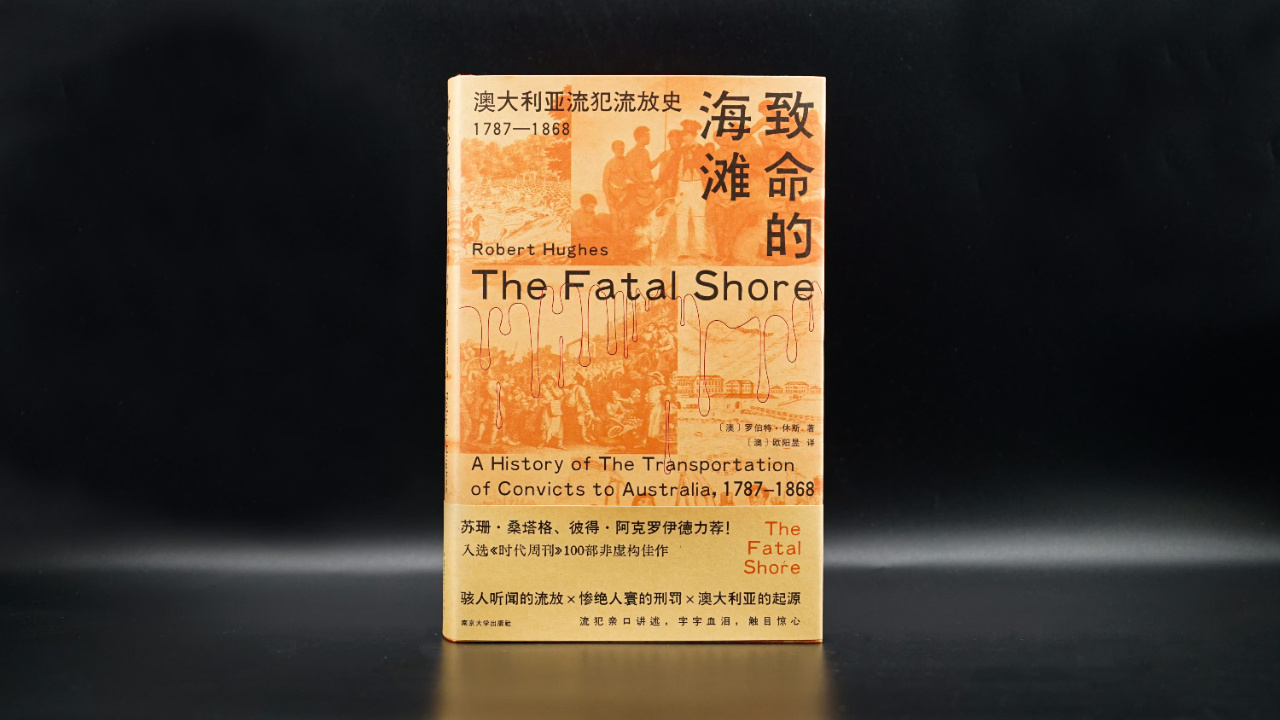 澳大利亚流犯流放史
1787—1868
致命的
海滩
Robert Hughes
The Fatal Shore
〔澳〕罗伯特·休斯 著
〔澳〕欧阳昱 译
A History of The Transportation
of Convicts to Australia, 1787–1868
苏珊·桑塔格、彼得·阿克罗伊德力荐!
入选《时代周刊》100部非虚构佳作
The
Fatal
Shore
骇人听闻的流放×惨绝人寰的刑罚×澳大利亚的起源
南京大学出版社
流犯亲口讲述，字字血泪，触目惊心